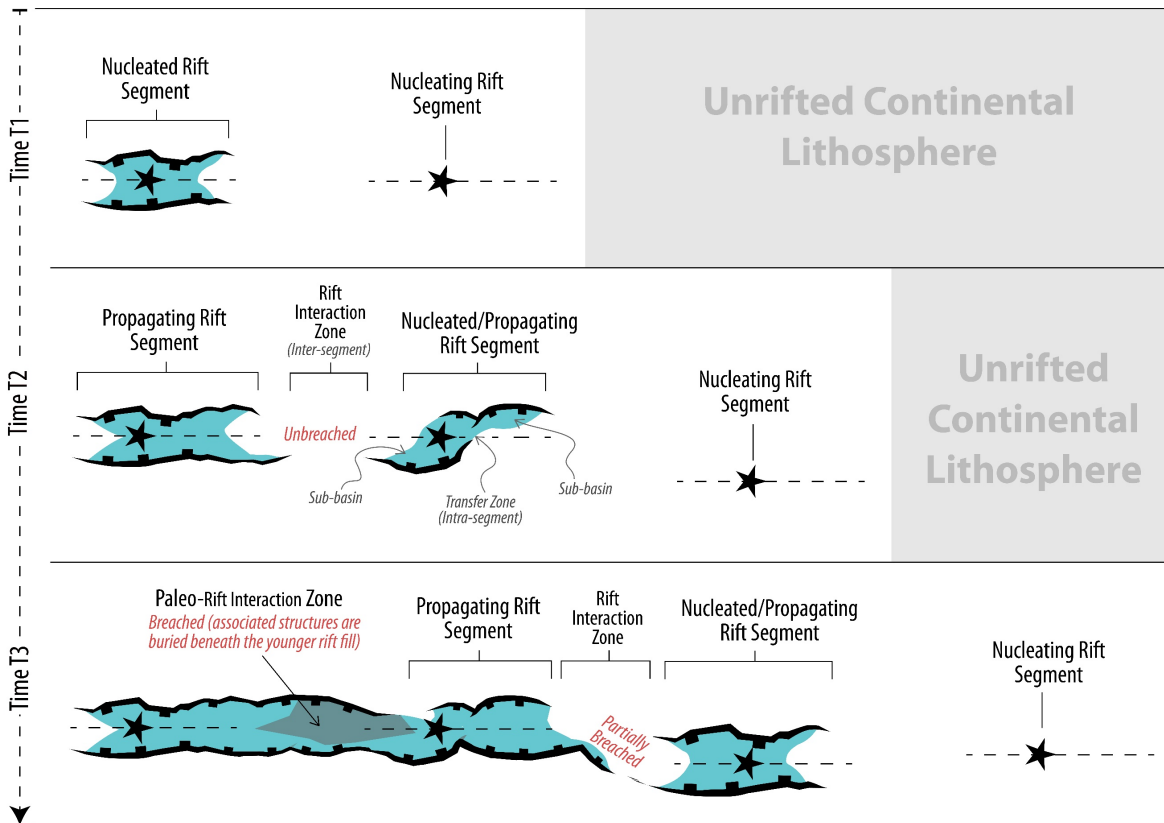 Time T1
Nucleated Rift
Segment
Nucleating Rift
Segment
Unrifted Continental
Lithosphere
Time T2
Propagating Rift
Segment
Rift
Interaction
Zone
(Inter-segment)
Nucleated/Propagating
Rift Segment
Nucleating Rift
Segment
Unrifted
Continental
Lithosphere
Unbreached
Sub-basin
Transfer Zone
(Intra-segment)
Sub-basin
Time T3
Paleo-Rift Interaction Zone
Breached (associated structures are
buried beneath the younger rift fill)
Propagating Rift
Segment
Rift
Interaction
Zone
Nucleated/Propagating
Rift Segment
Nucleating Rift
Segment
Partially
Breached